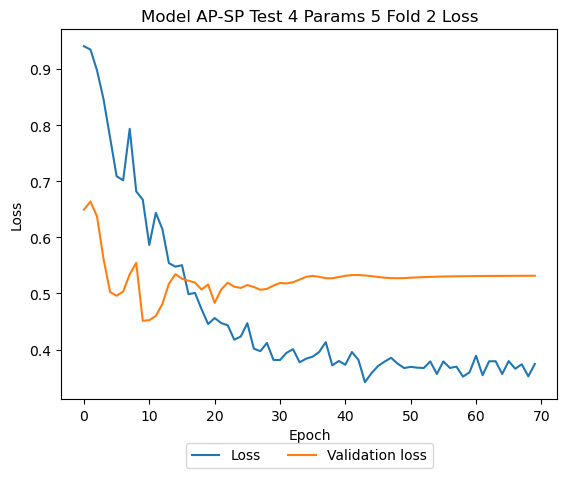 Model AP-SP Test 4 Params 5 Fold 2 Loss
Loss
0.9
0.8
0.7
0.6
0.5
0.4
0 10 20 30 40 50 60 70
Epoch
Loss Validation loss